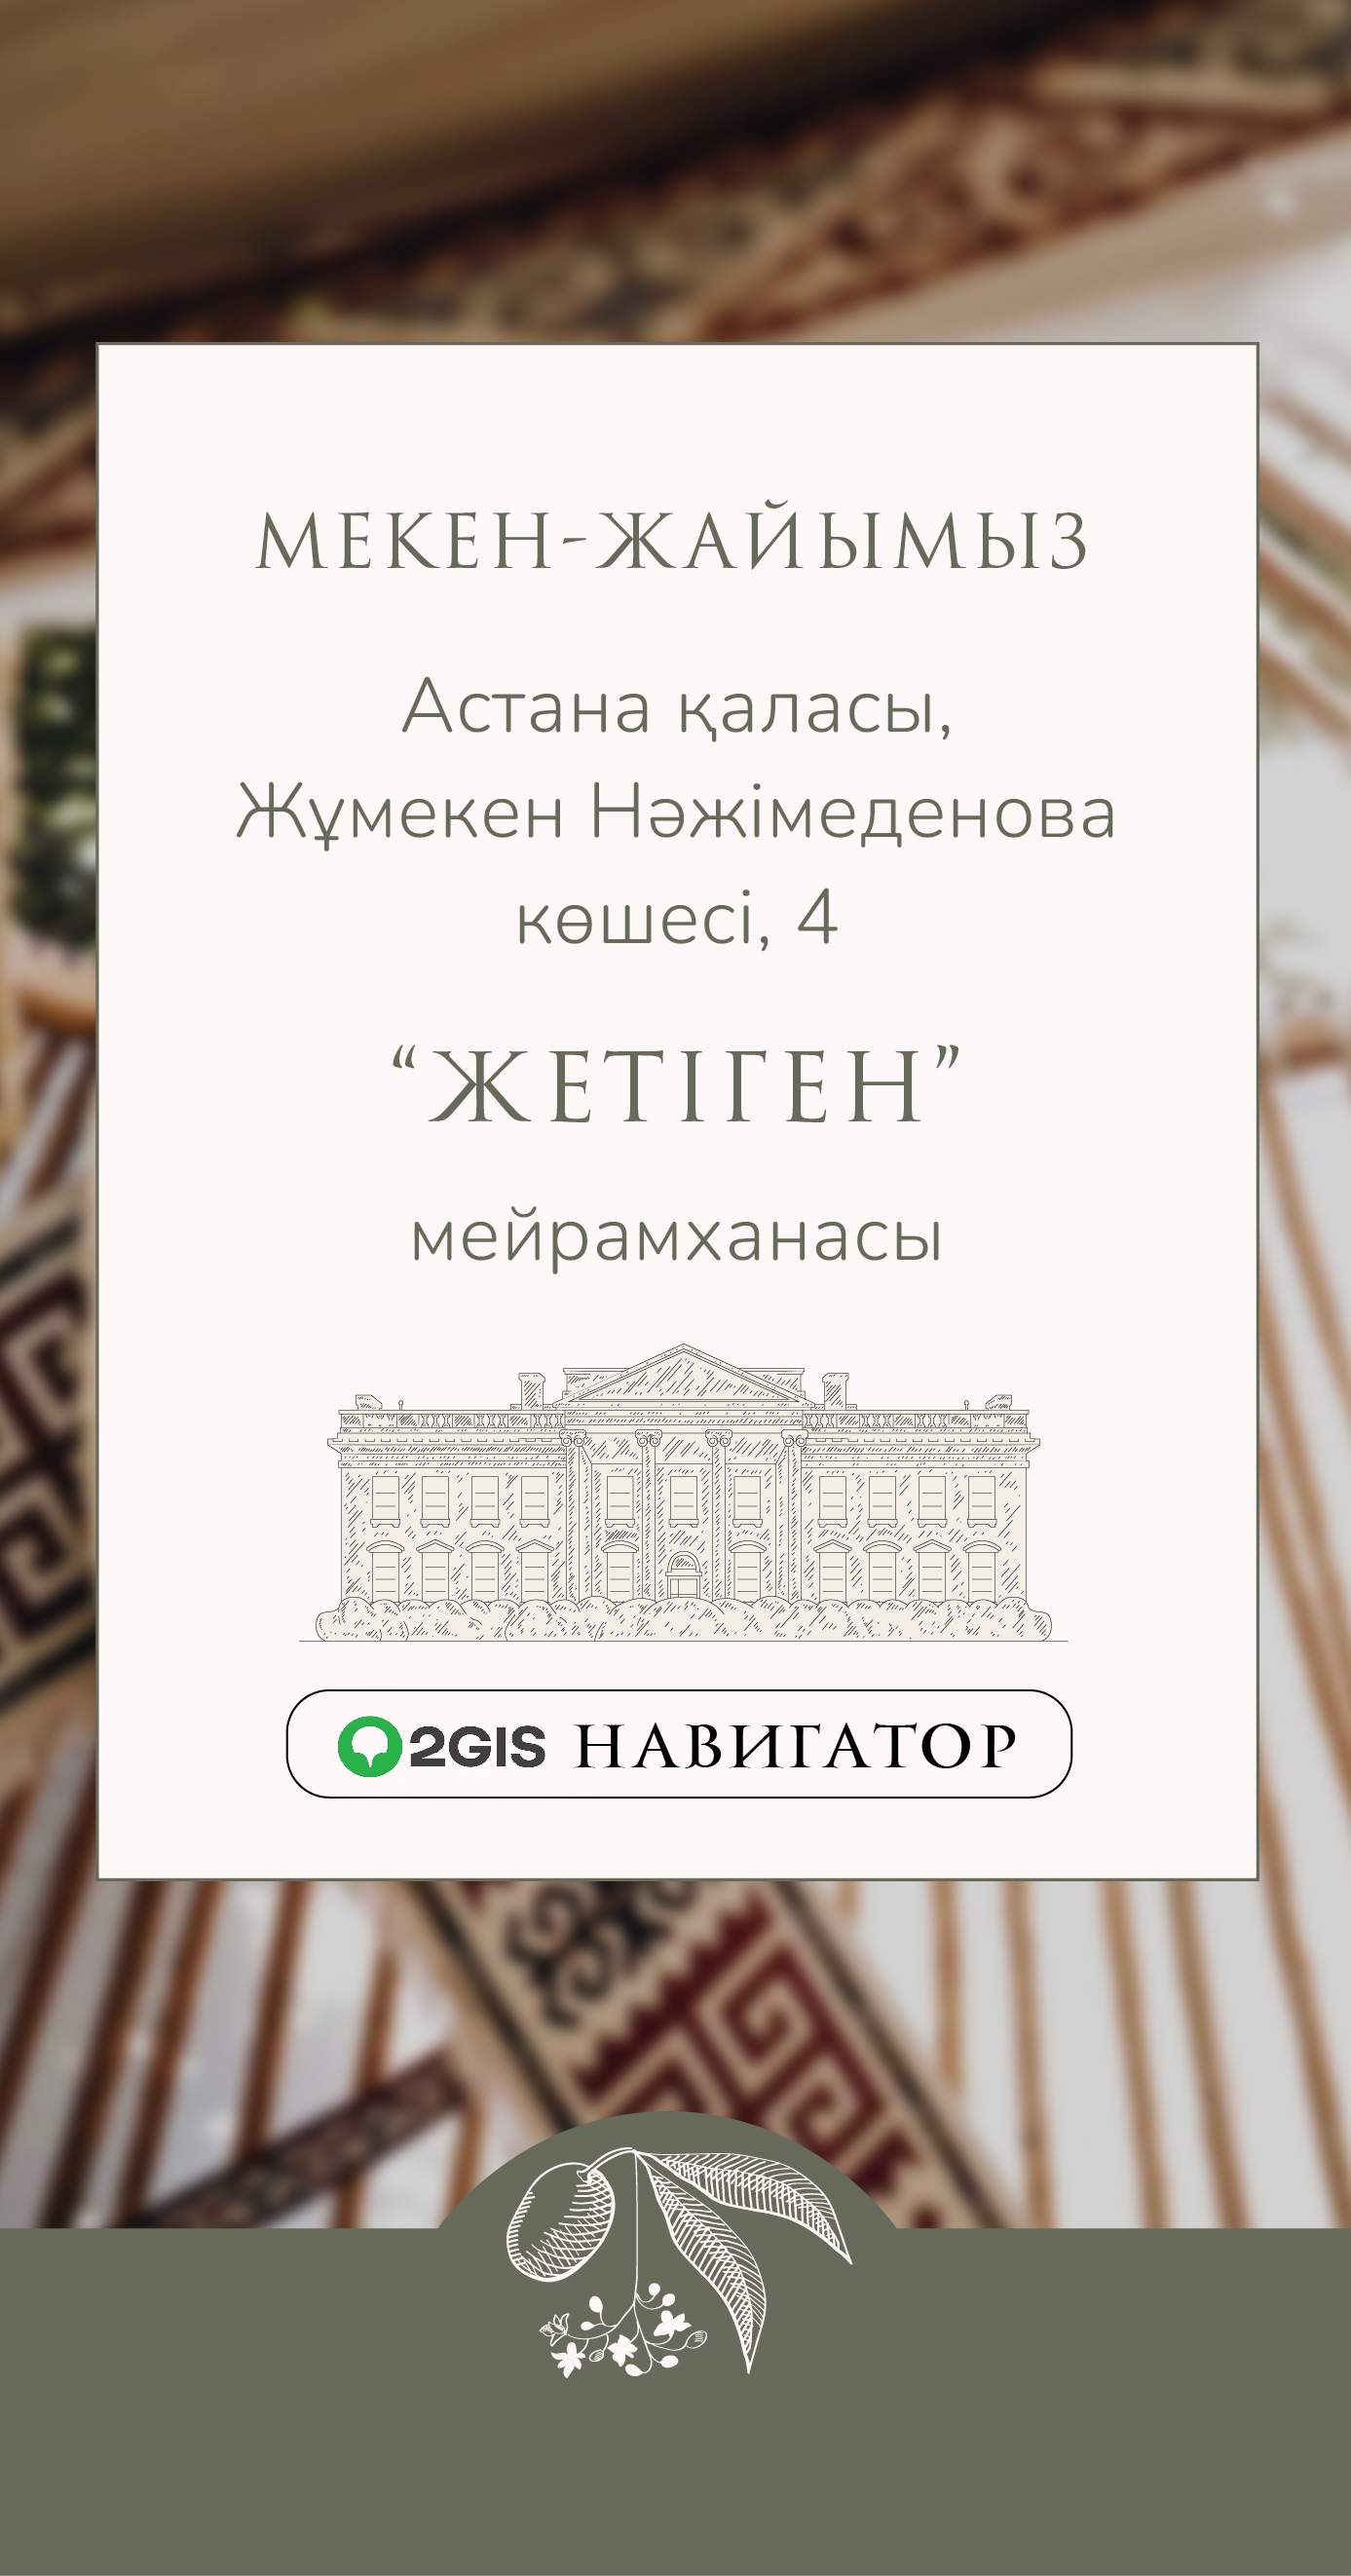 МЕКЕН-ЖАЙЫМЫЗ
Астана қаласы,
Жұмекен Нәжімеденова
көшесі, 4
“ЖЕТІГЕН”
мейрамханасы
2GIS НАВИГАТОР